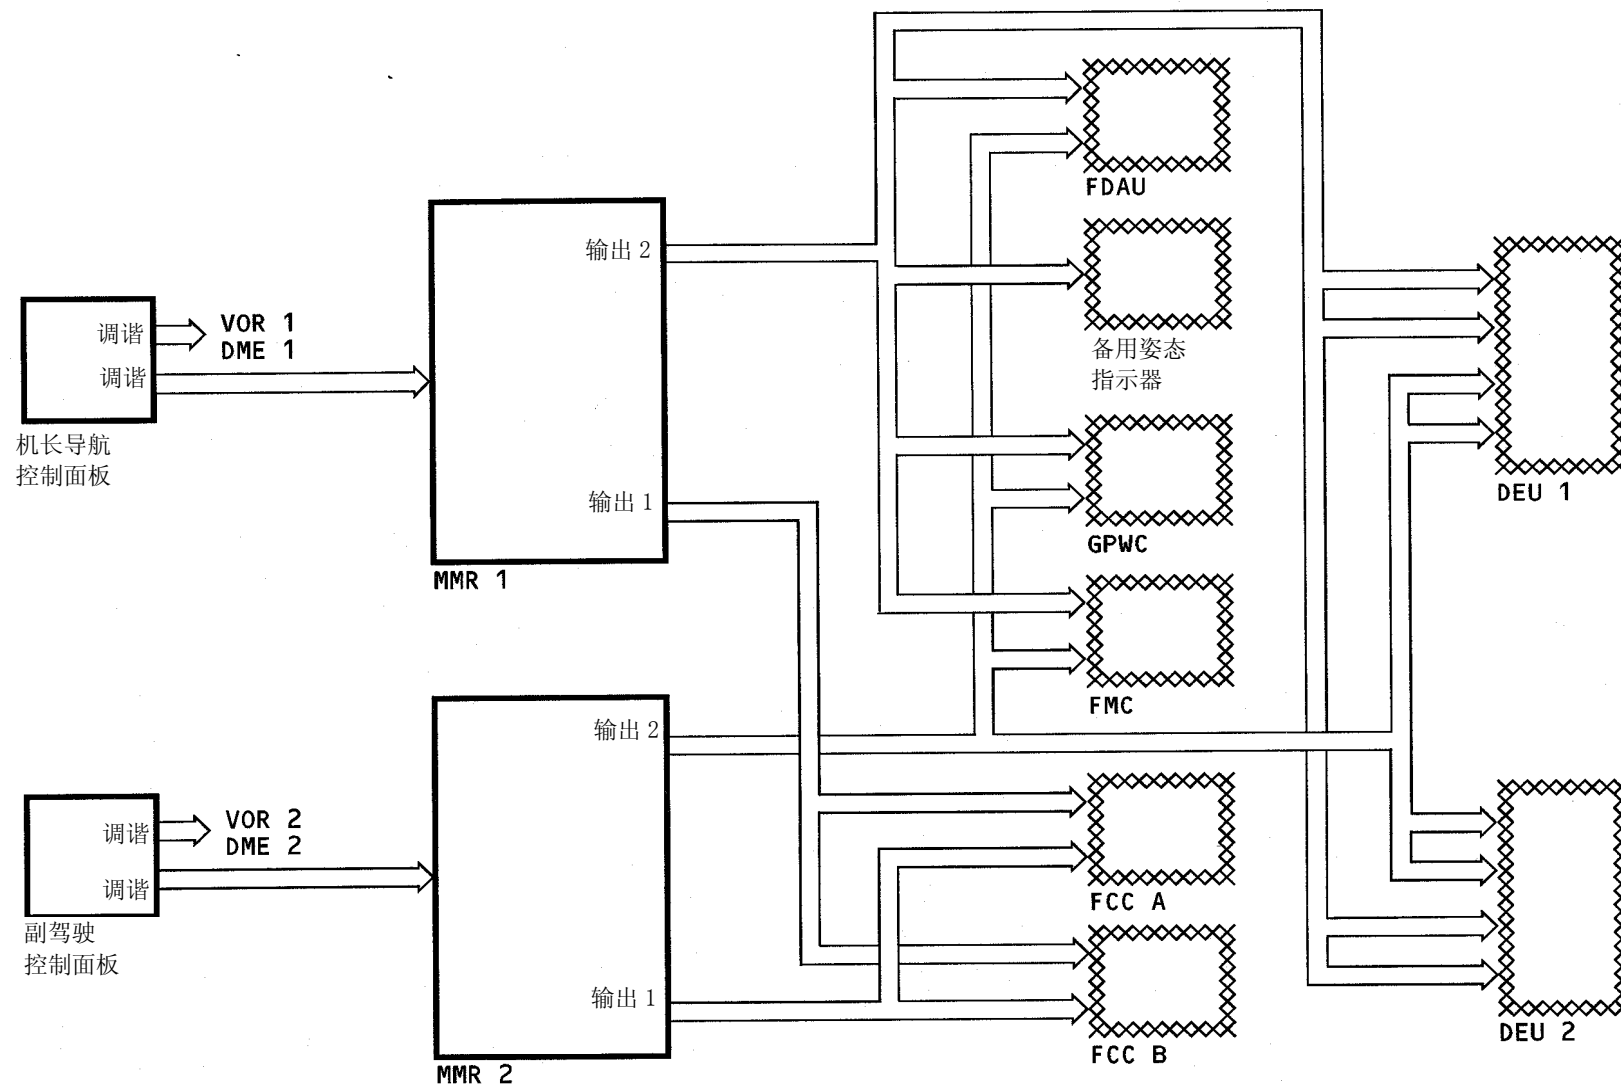 FDAU
输出 2
备用姿态
指示器
调谐
VOR 1
DME 1
调谐
机长导航
控制面板
输出 1
MMR 1
GPWC
DEU 1
FMC
输出 2
调谐
VOR 2
DME 2
调谐
副驾驶
控制面板
FCC A
输出 1
MMR 2
FCC B
DEU 2